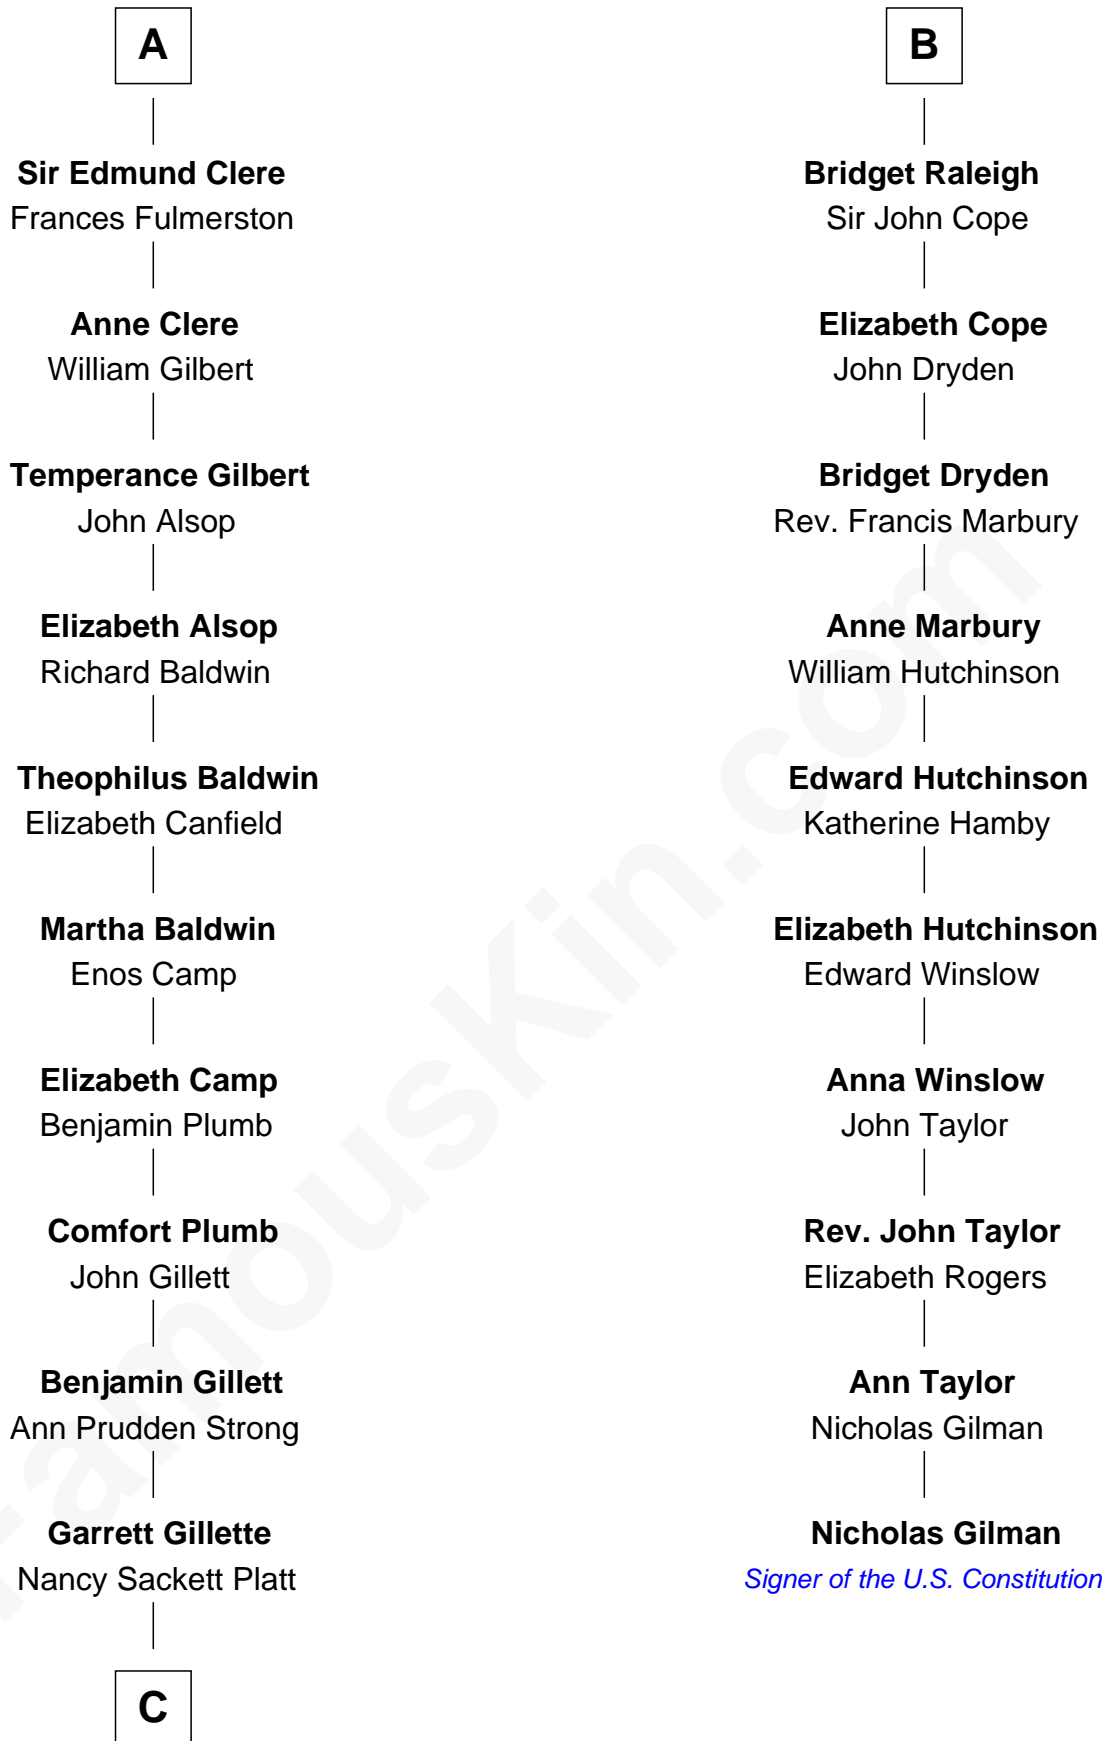 A
Sir Edmund Clere
Frances Fulmerston
Anne Clere
William Gilbert
Temperance Gilbert
John Alsop
Elizabeth Alsop
Richard Baldwin
Theophilus Baldwin
Elizabeth Canfield
Martha Baldwin
Enos Camp
Elizabeth Camp
Benjamin Plumb
Comfort Plumb
John Gillett
Benjamin Gillett
Ann Prudden Strong
Garrett Gillette
Nancy Sackett Platt
C
B
Bridget Raleigh
Sir John Cope
Elizabeth Cope
John Dryden
Bridget Dryden
Rev. Francis Marbury
Anne Marbury
William Hutchinson
Edward Hutchinson
Katherine Hamby
Elizabeth Hutchinson
Edward Winslow
Anna Winslow
John Taylor
Rev. John Taylor
Elizabeth Rogers
Ann Taylor
Nicholas Gilman
Nicholas Gilman
Signer of the U.S. Constitution
FamousKin.com